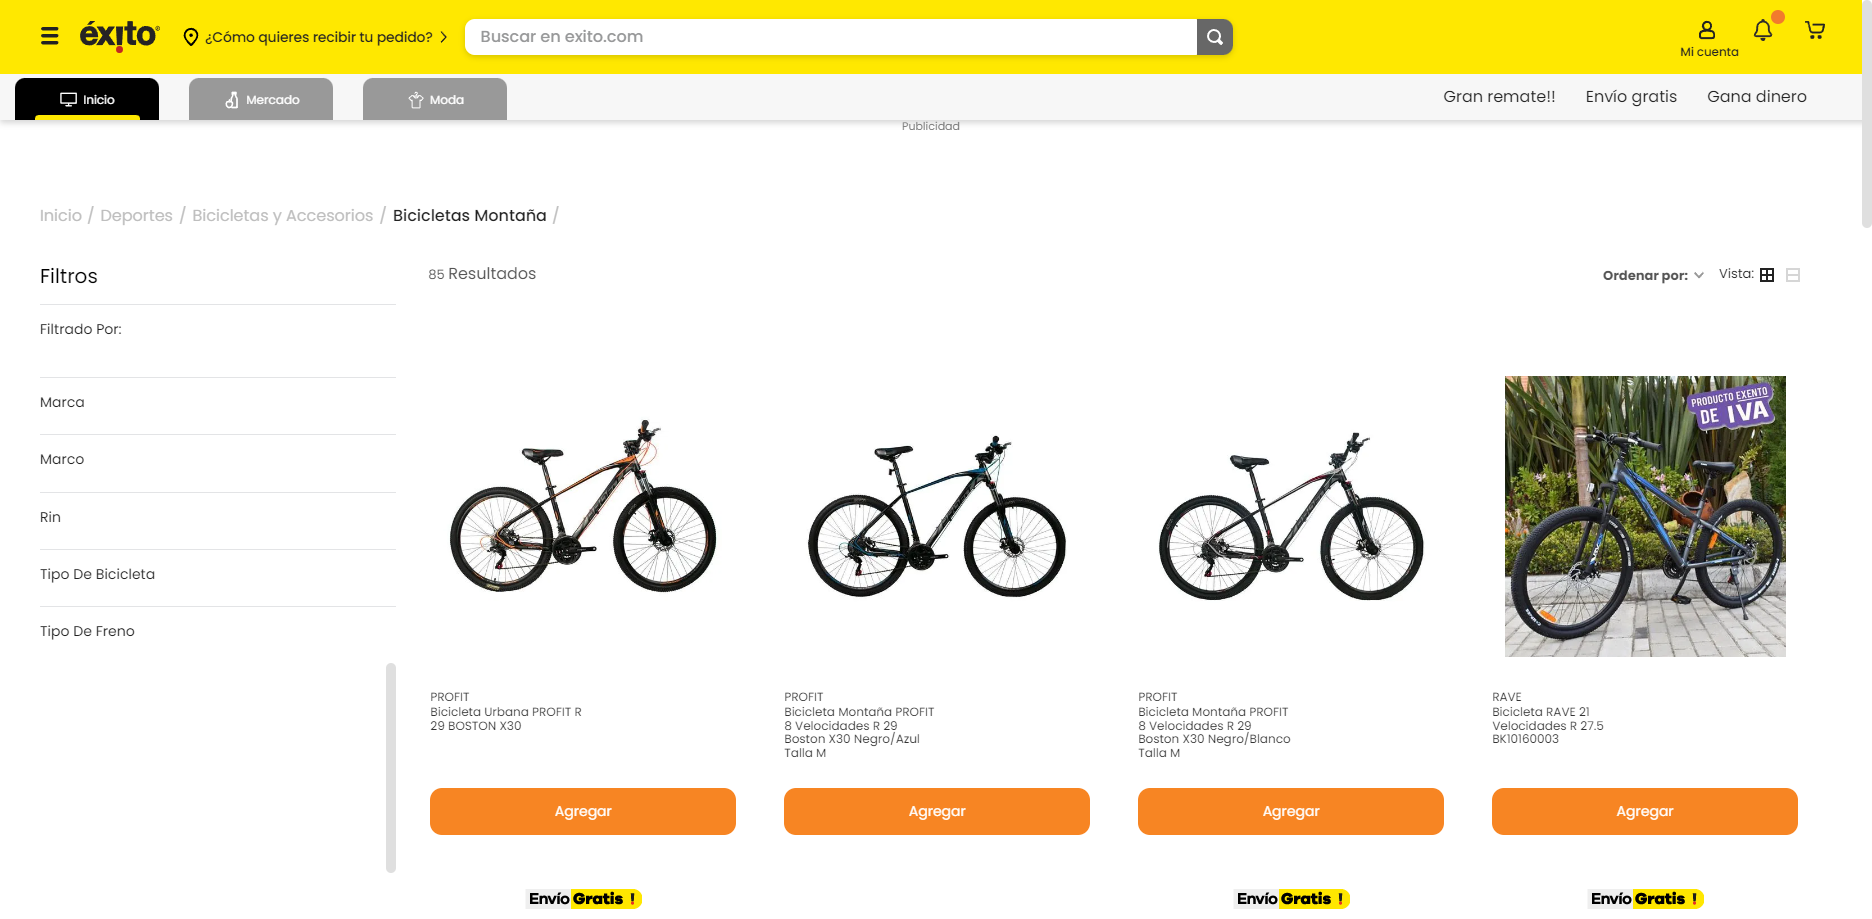 éxito
¿Cómo quieres recibir tu pedido?
Buscar en exito.com
Mi cuenta
Inicio
Mercado
Moda
Gran remate!!
Envío gratis
Gana dinero
Publicidad
Inicio / Deportes / Bicicletas y Accesorios / Bicicletas Montaña /
Filtros
85 Resultados
Ordenar por:
Vista:
Filtrado Por:
Marca
Marco
Rin
Tipo De Bicicleta
Tipo De Freno
PRODUCTO EXENTO
DE IVA
PROFIT
Bicicleta Urbana PROFIT R
29 BOSTON X30
Agregar
PROFIT
Bicicleta Montaña PROFIT
8 Velocidades R 29
Boston X30 Negro/Azul
Talla M
Agregar
PROFIT
Bicicleta Montaña PROFIT
8 Velocidades R 29
Boston X30 Negro/Blanco
Talla M
Agregar
RAVE
Bicicleta RAVE 21
Velocidades R 27.5
BK10160003
Agregar
Envío Gratis !
Envío Gratis !
Envío Gratis !